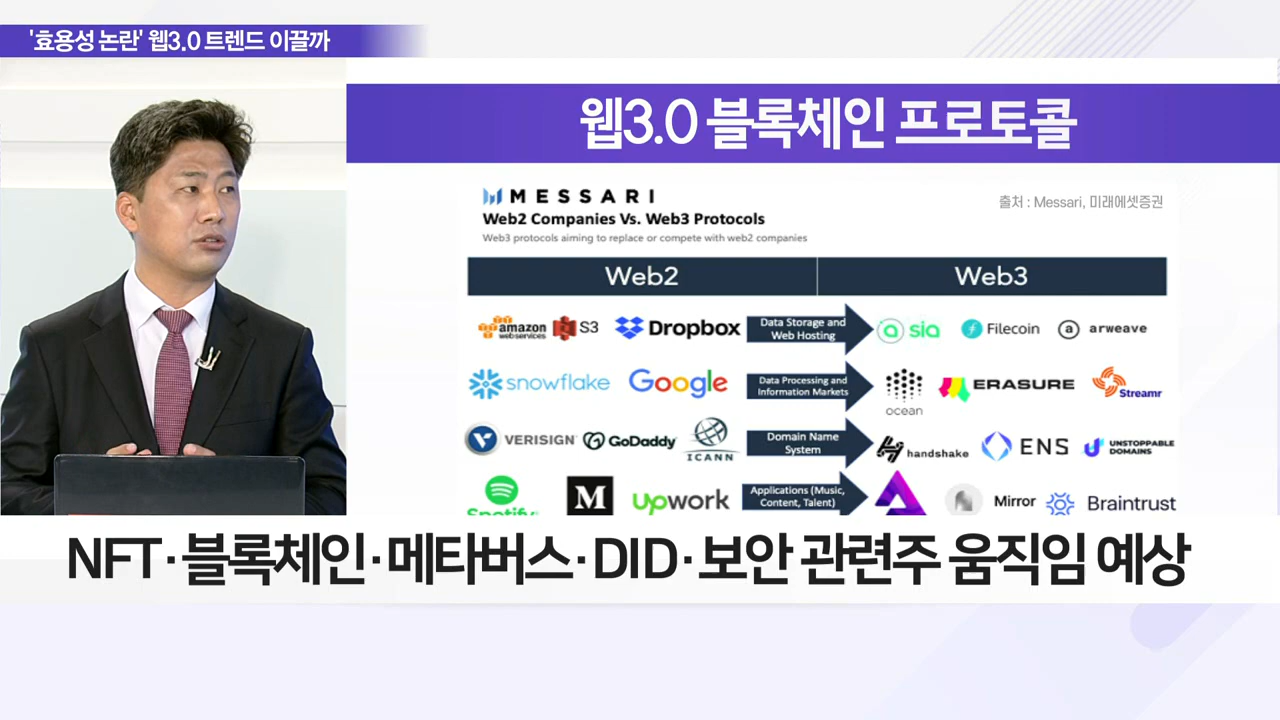 '효용성 논란' 웹3.0 트렌드 이끌까
웹3.0 블록체인 프로토콜
MESSARI
출처 : Messari, 미래에셋증권
Web2 Companies Vs. Web3 Protocols
Web3 protocols aiming to replace or compete with web2 companies
Web2 Web3
amazon webservices S3 Dropbox Data Storage and Web Hosting sia Filecoin arweave
snowflake Google Data Processing and Information Markets ocean ERASURE Streamr
VERISIGN GoDaddy ICANN Domain Name System handshake ENS UNSTOPPABLE DOMAINS
Spotify M upwork Applications (Music, Content, Talent) Mirror Braintrust
NFT·블록체인·메타버스·DID·보안 관련주 움직임 예상